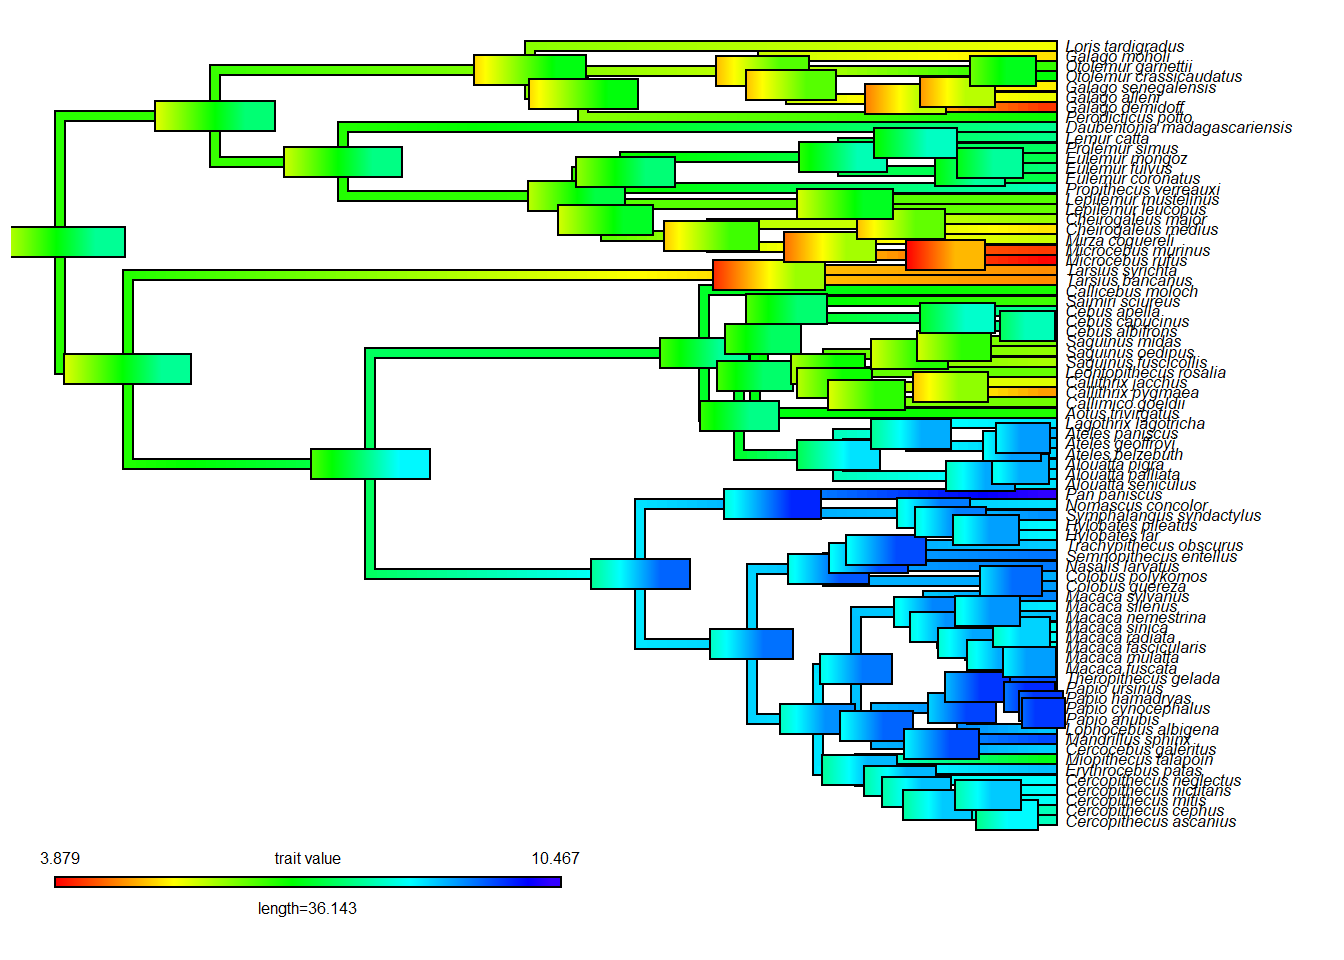 Loris tardigradus
Galago moholi
Otolemur garnettii
Otolemur crassicaudatus
Galago senegalensis
Galago alleni
Galago demidoff
Perodicticus potto
Daubentonia madagascariensis
Lemur catta
Prolemur simus
Eulemur mongoz
Eulemur fulvus
Eulemur coronatus
Propithecus verreauxi
Lepilemur mustelinus
Lepilemur leucopus
Cheirogaleus major
Cheirogaleus medius
Mirza coquereli
Microcebus murinus
Microcebus rufus
Tarsius syrichta
Tarsius bancanus
Callicebus moloch
Saimiri sciureus
Cebus apella
Cebus capucinus
Cebus albifrons
Saguinus midas
Saguinus oedipus
Saguinus fuscicollis
Leontopithecus rosalia
Callithrix jacchus
Callithrix pygmaea
Callimico goeldii
Aotus trivirgatus
Lagothrix lagotricha
Ateles paniscus
Ateles geoffroyi
Ateles belzebuth
Alouatta pigra
Alouatta palliata
Alouatta seniculus
Pan paniscus
Nomascus concolor
Symphalangus syndactylus
Hylobates pileatus
Hylobates lar
Trachypithecus obscurus
Semnopithecus entellus
Nasalis larvatus
Colobus polykomos
Colobus guereza
Macaca sylvanus
Macaca silenus
Macaca nemestrina
Macaca sinica
Macaca radiata
Macaca fascicularis
Macaca mulatta
Macaca fuscata
Theropithecus gelada
Papio ursinus
Papio hamadryas
Papio cynocephalus
Papio anubis
Lophocebus albigena
Mandrillus sphinx
Cercocebus galeritus
Miopithecus talapoin
Erythrocebus patas
Cercopithecus neglectus
Cercopithecus nictitans
Cercopithecus mitis
Cercopithecus cephus
Cercopithecus ascanius
3.879 trait value 10.467
length=36.143